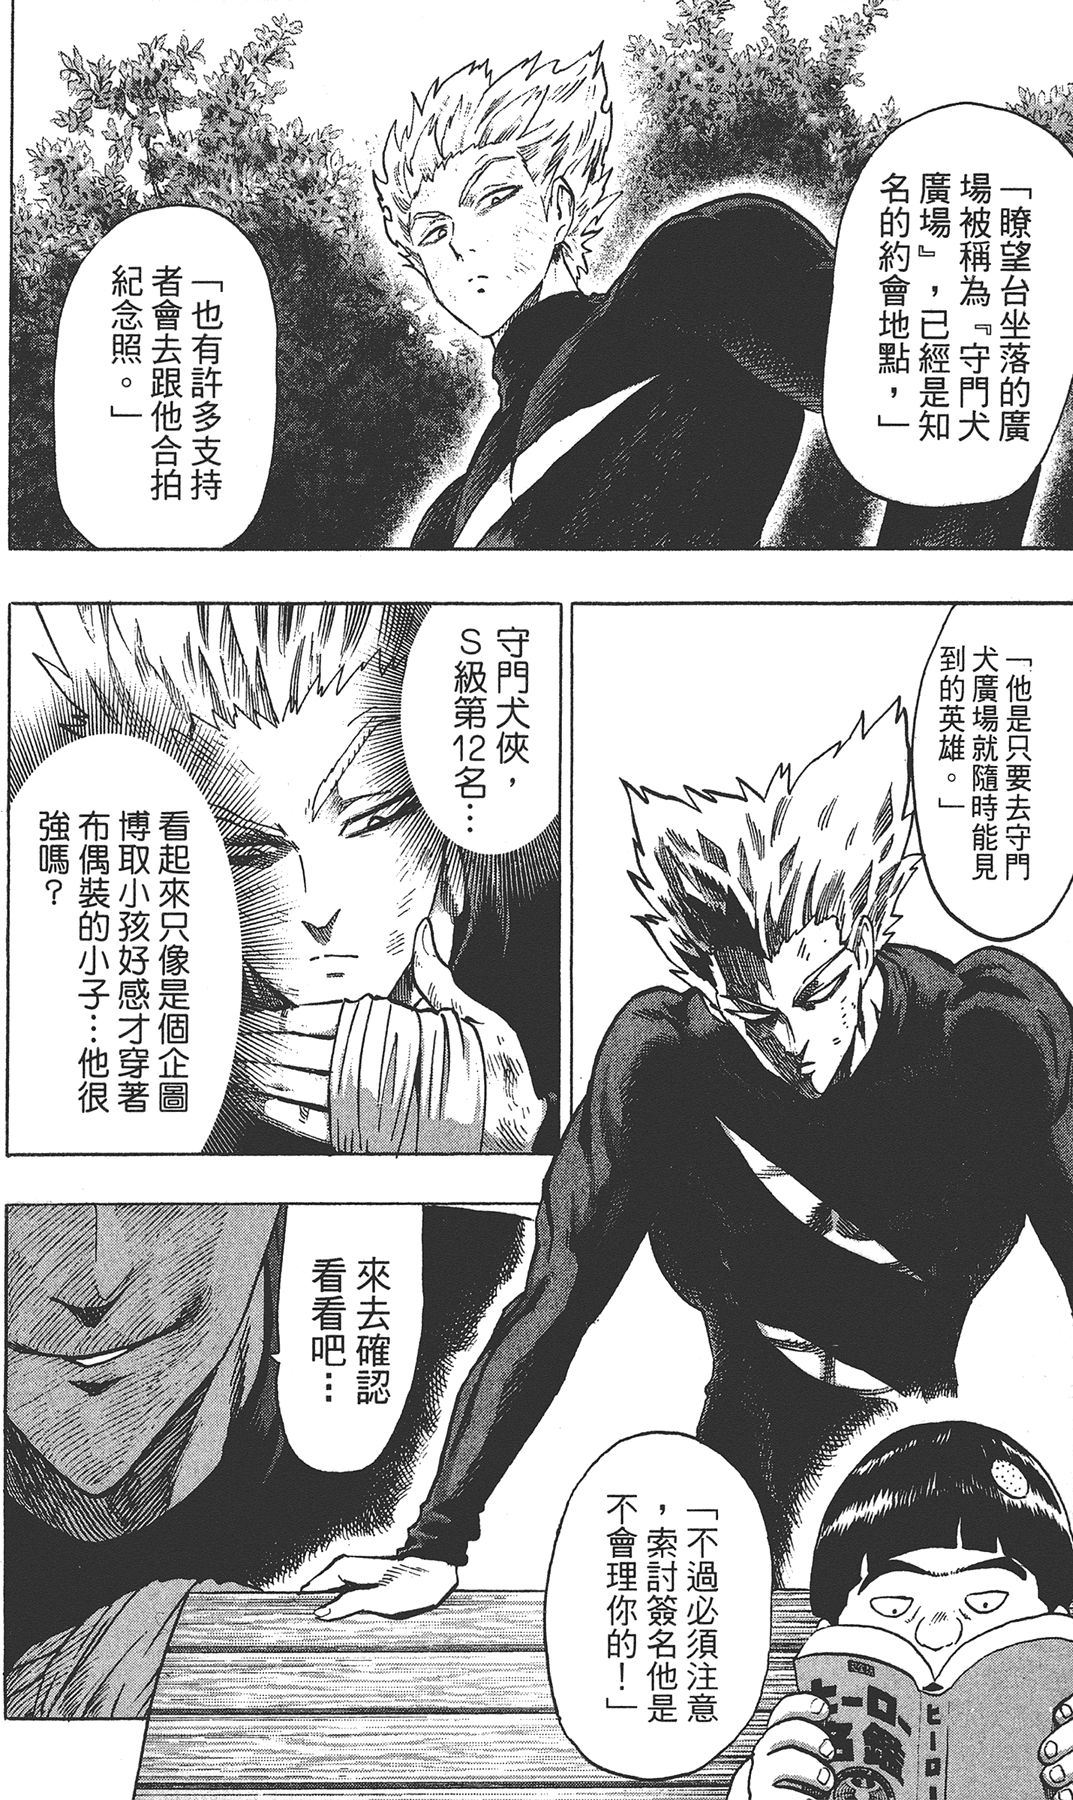 「瞭望台坐落的廣
場被稱為『守門犬
廣場』，已經是知
名的約會地點，」
「也有許多支持
者會去跟他合拍
紀念照。」
「他是只要去守門
犬廣場就隨時能見
到的英雄。」
守門犬俠，
S級第12名…
看起來只像是個企圖
博取小孩好感才穿著
布偶裝的小子…他很
強嗎？
「不過必須注意
，索討簽名他是
不會理你的！」
來去確認
看看吧…
ヒーロー
名鑑
ヒーロー